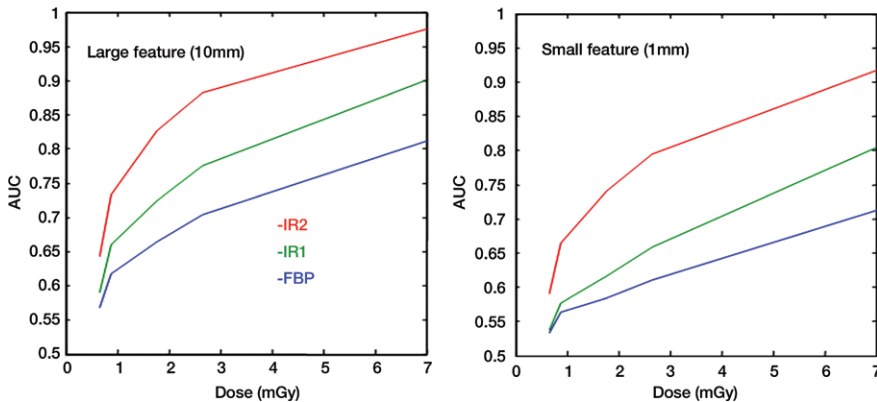 Large feature (10mm)
AUC
1
0.95
0.9
0.85
0.8
0.75
0.7
0.65
0.6
0.55
0.5
-IR2
-IR1
-FBP
0 1 2 3 4 5 6 7
Dose (mGy)
Small feature (1mm)
AUC
1
0.95
0.9
0.85
0.8
0.75
0.7
0.65
0.6
0.55
0.5
0 1 2 3 4 5 6 7
Dose (mGy)